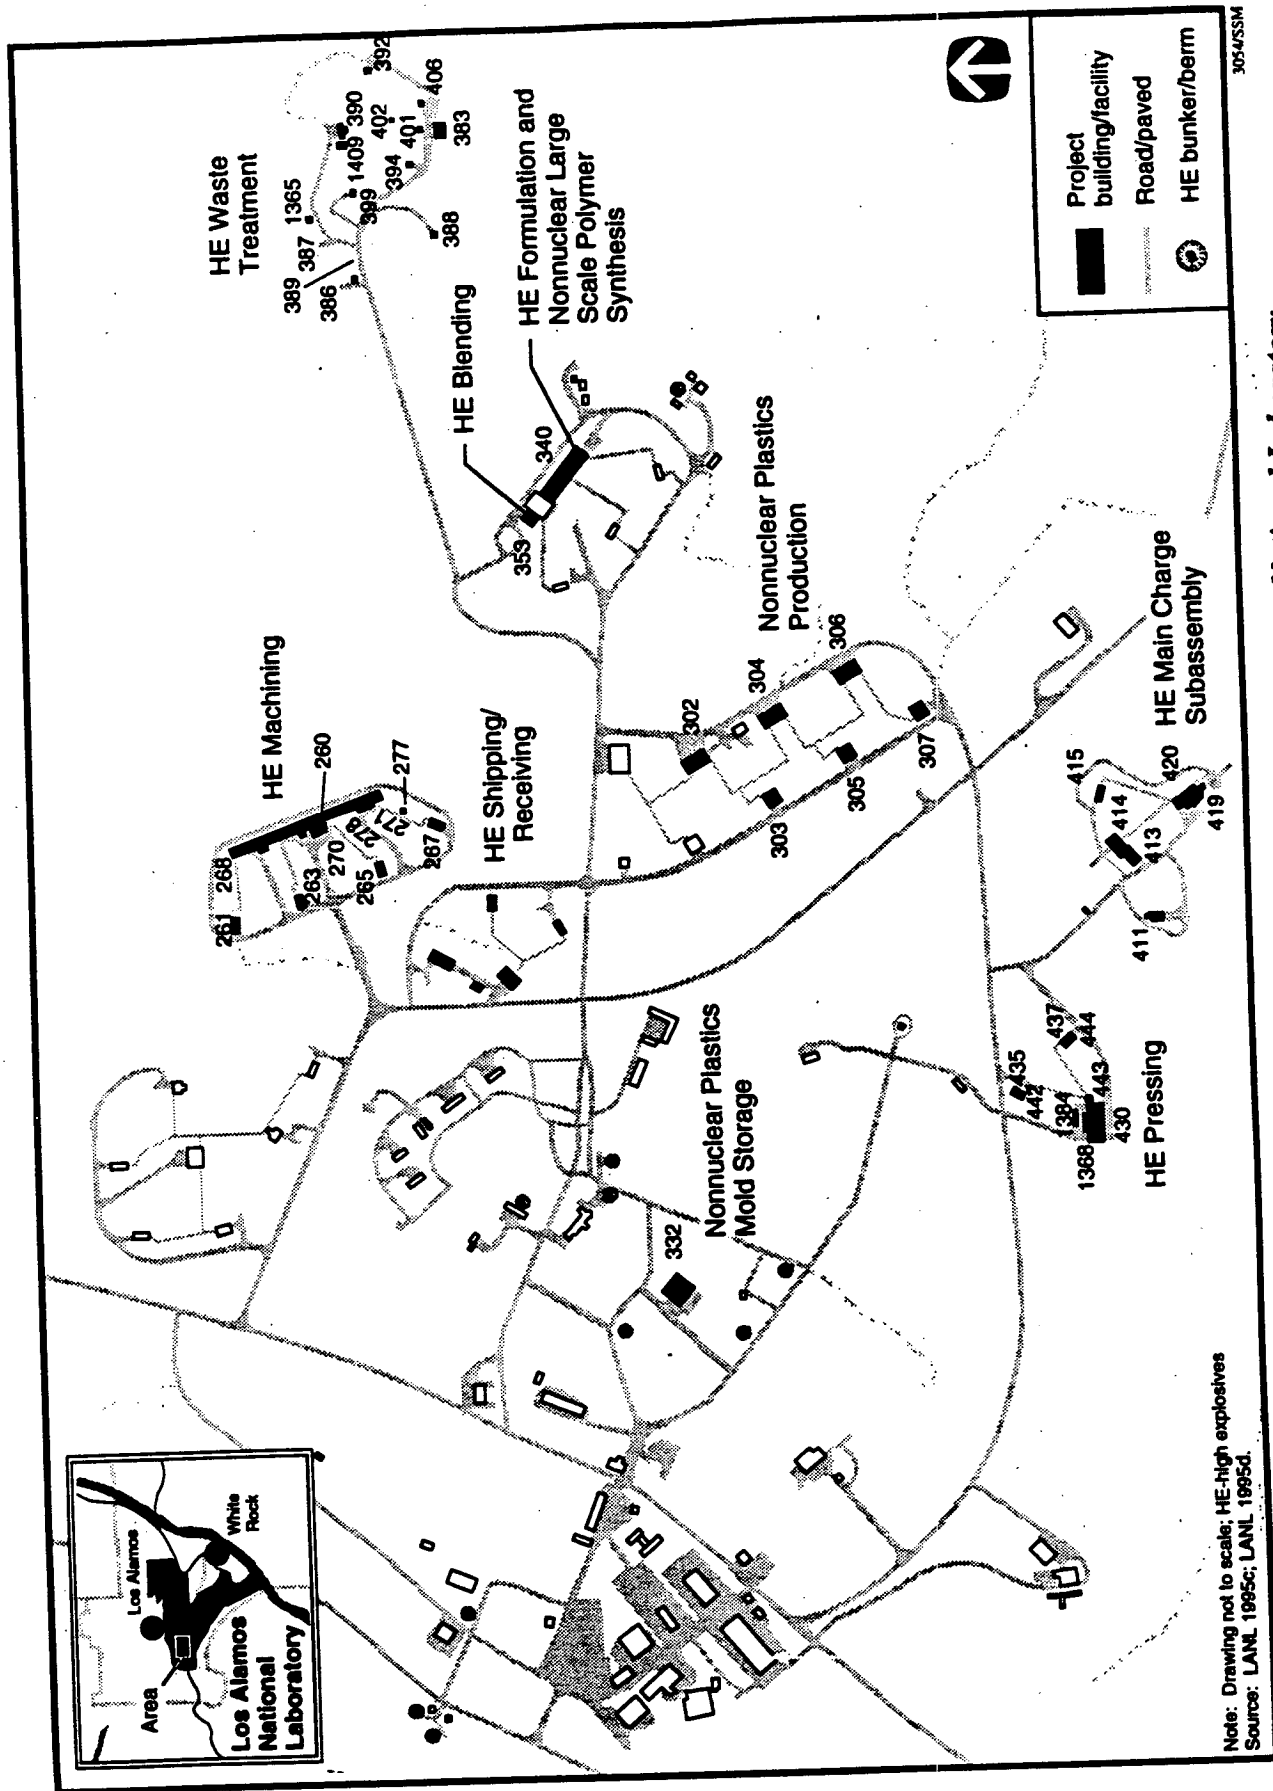 HE Waste
Treatment
392
390
406
402
401
383
1409
394
399
1365
387
388
389
386
HE Formulation and
Nonnuclear Large
Scale Polymer
Synthesis
HE Blending
340
353
HE Machining
260
277
268
278
271
270
267
265
263
261
HE Shipping/
Receiving
Nonnuclear Plastics
Production
306
304
302
307
305
303
HE Main Charge
Subassembly
415
420
414
419
413
411
Nonnuclear Plastics
Mold Storage
332
437
444
435
442
443
1384
430
1368
HE Pressing
Los Alamos
White
Rock
Area
Los Alamos
National
Laboratory
Project
building/facility
Road/paved
HE bunker/berm
3054/SSM
Note: Drawing not to scale; HE-high explosives
Source: LANL 1995c; LANL 1995d.